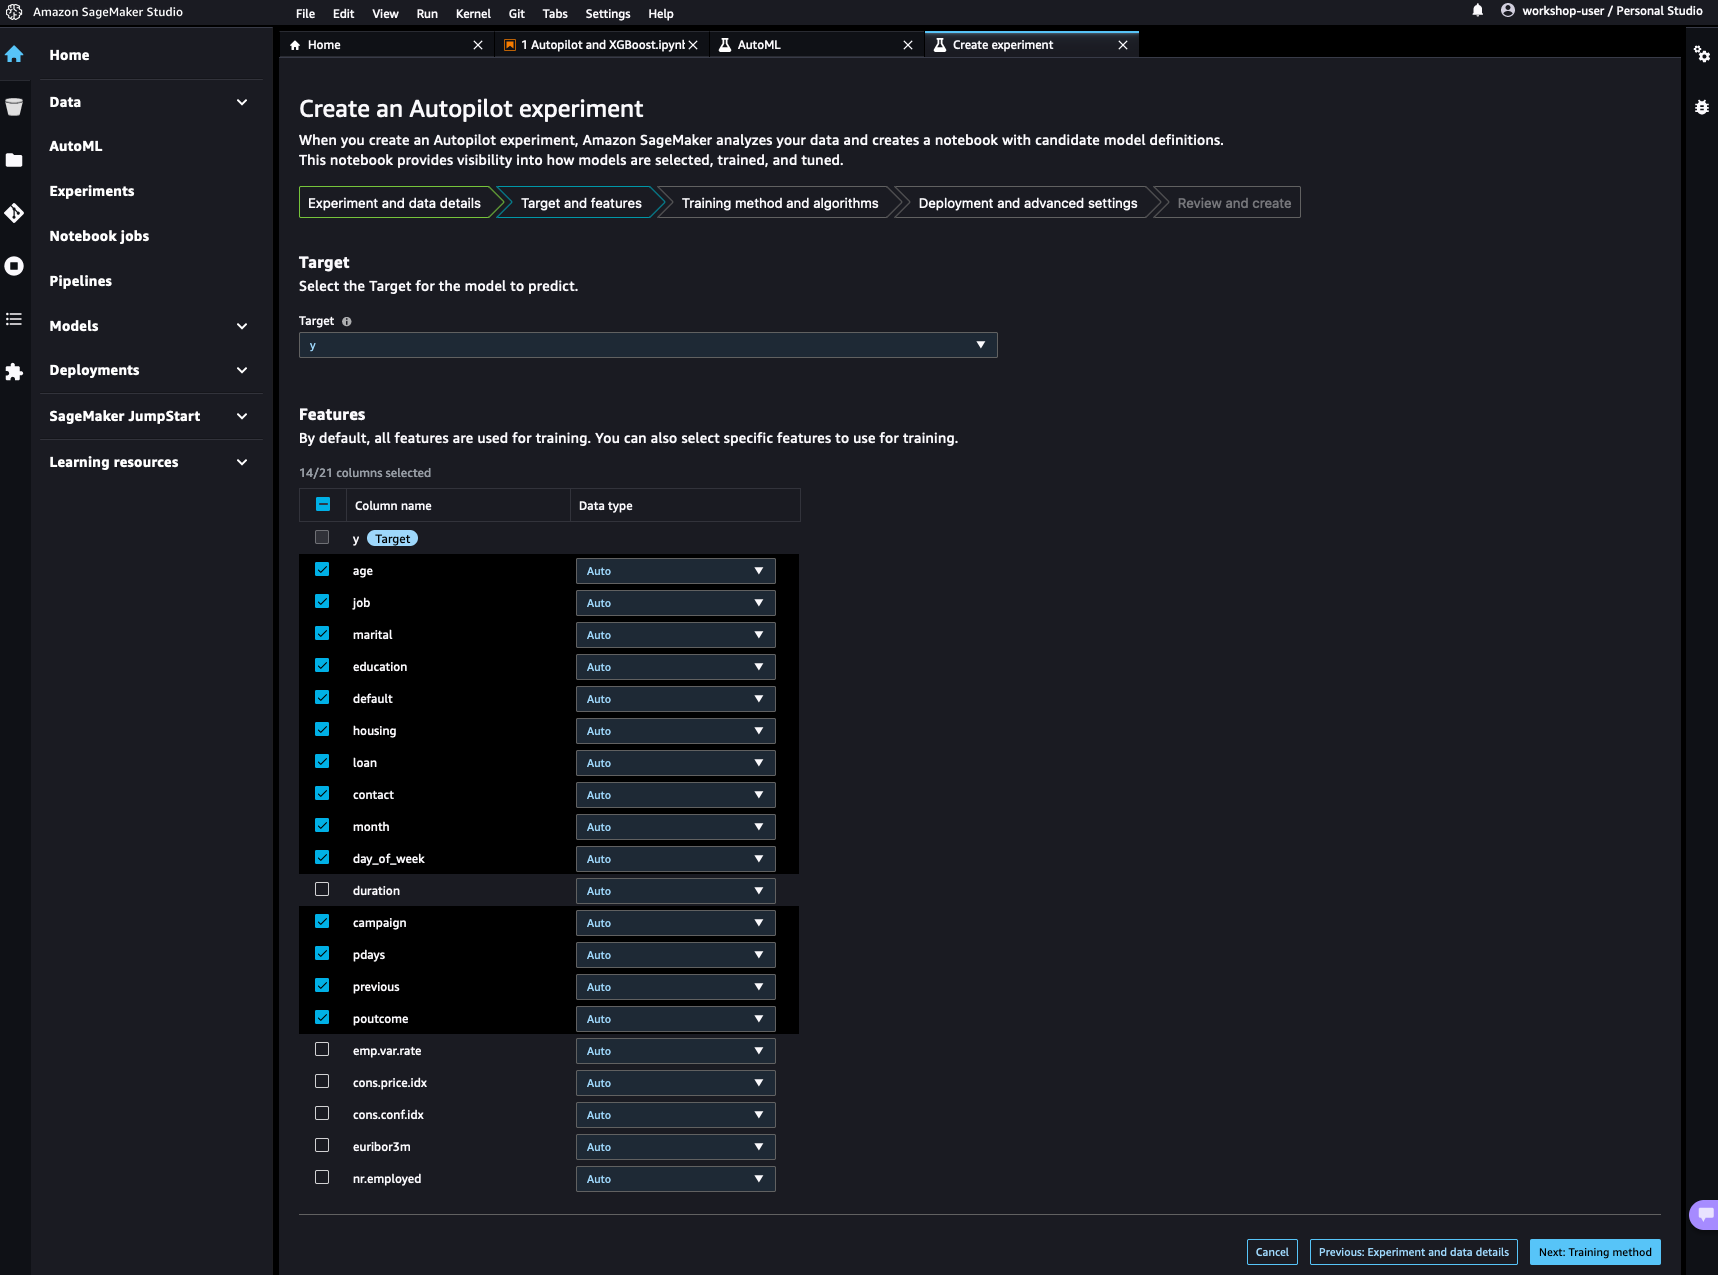 Amazon SageMaker Studio
File Edit View Run Kernel Git Tabs Settings Help
workshop-user / Personal Studio
Home
Data
AutoML
Experiments
Notebook jobs
Pipelines
Models
Deployments
SageMaker JumpStart
Learning resources
Home
1 Autopilot and XGBoost.ipynb
AutoML
Create experiment
Create an Autopilot experiment
When you create an Autopilot experiment, Amazon SageMaker analyzes your data and creates a notebook with candidate model definitions.
This notebook provides visibility into how models are selected, trained, and tuned.
Experiment and data details
Target and features
Training method and algorithms
Deployment and advanced settings
Review and create
Target
Select the Target for the model to predict.
Target
y
Features
By default, all features are used for training. You can also select specific features to use for training.
14/21 columns selected
Column name Data type
y Target
age Auto
job Auto
marital Auto
education Auto
default Auto
housing Auto
loan Auto
contact Auto
month Auto
day_of_week Auto
duration Auto
campaign Auto
pdays Auto
previous Auto
poutcome Auto
emp.var.rate Auto
cons.price.idx Auto
cons.conf.idx Auto
euribor3m Auto
nr.employed Auto
Cancel
Previous: Experiment and data details
Next: Training method